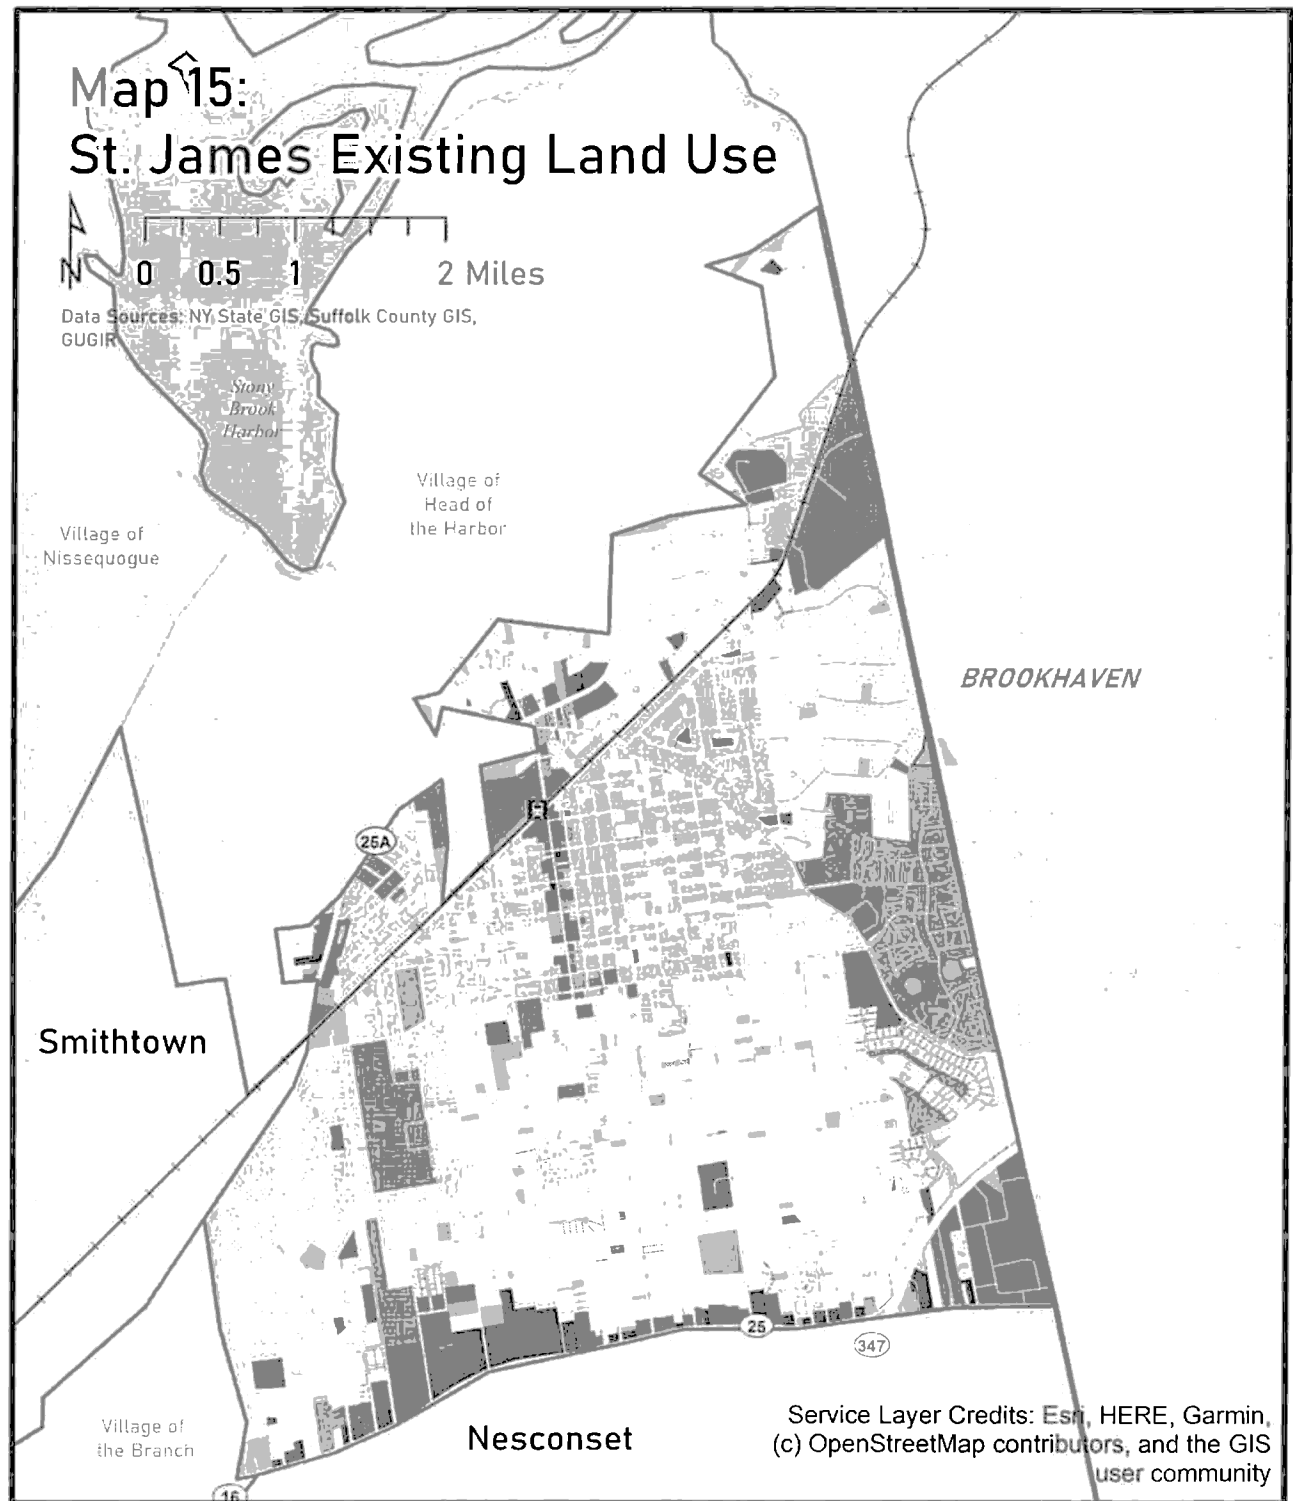 Map 15:
St. James Existing Land Use
N
0 0.5 1 2 Miles
Data Sources: NY State GIS, Suffolk County GIS,
GUGIR
Stony
Brook
Harbor
Village of
Head of
the Harbor
Village of
Nissequogue
BROOKHAVEN
25A
Smithtown
25
347
Village of
the Branch
Nesconset
Service Layer Credits: Esri, HERE, Garmin,
(c) OpenStreetMap contributors, and the GIS
user community
16